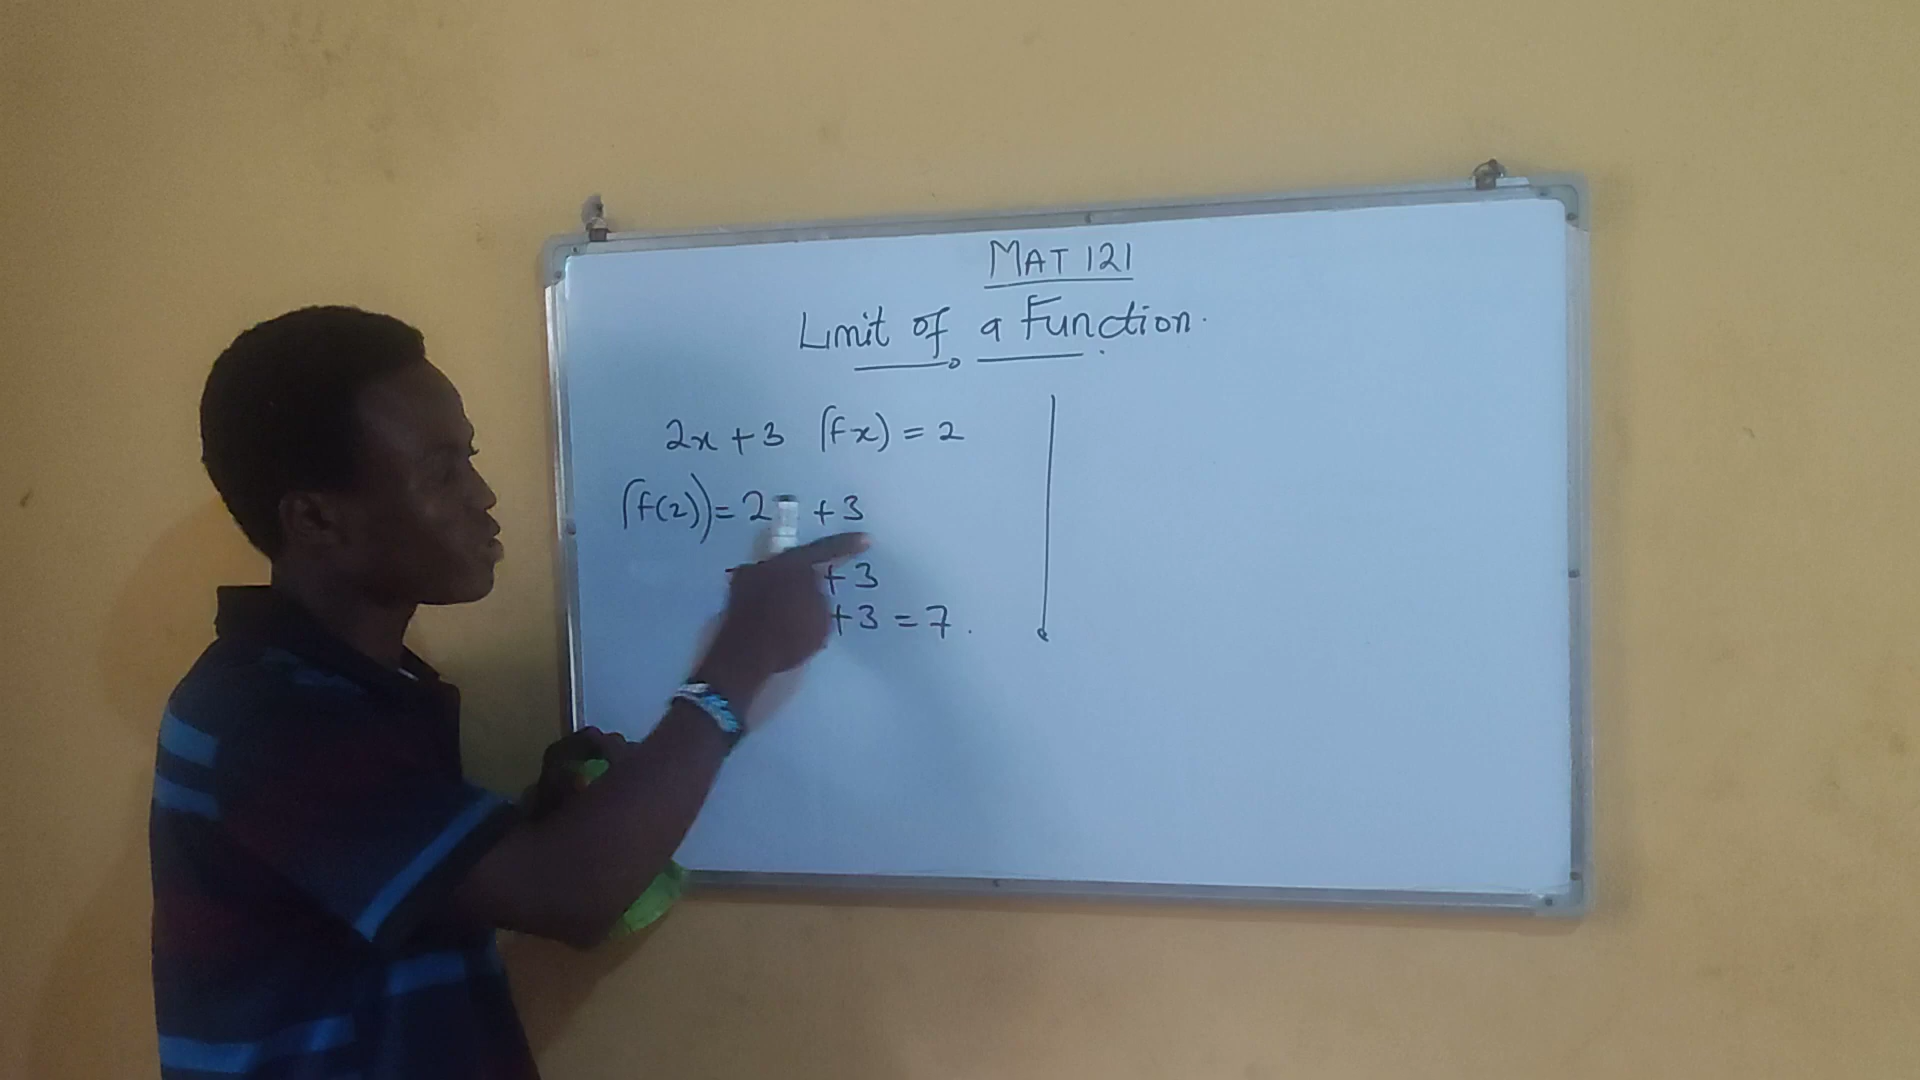 MAT 121
Limit of a Function.
2x + 3 (fx) = 2
(f(2)) = 2 + 3
+ 3
+ 3 = 7.